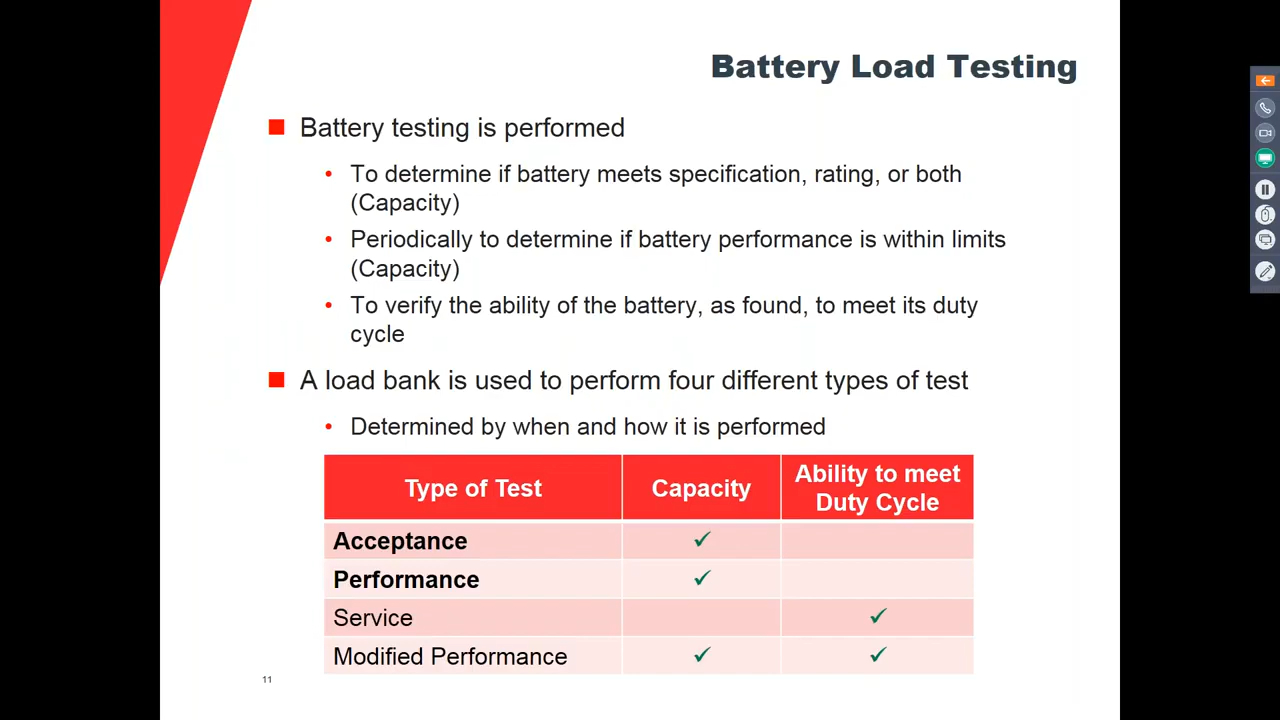 Battery Load Testing
Battery testing is performed
• To determine if battery meets specification, rating, or both
(Capacity)
• Periodically to determine if battery performance is within limits
(Capacity)
• To verify the ability of the battery, as found, to meet its duty
cycle
A load bank is used to perform four different types of test
• Determined by when and how it is performed
Type of Test Capacity Ability to meet
Duty Cycle
Acceptance ✓
Performance ✓
Service ✓
Modified Performance ✓ ✓
11